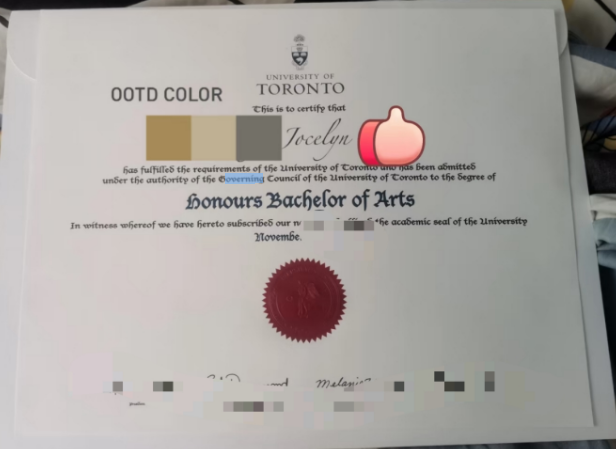 UNIVERSITY OF
TORONTO
OOTD COLOR
This is to certify that
Jocelyn
has fulfilled the requirements of the University of Toronto and has been admitted
under the authority of the Governing Council of the University of Toronto to the degree of
Honours Bachelor of Arts
In witness whereof we have hereto subscribed our the academic seal of the University
Novembe
Melanie